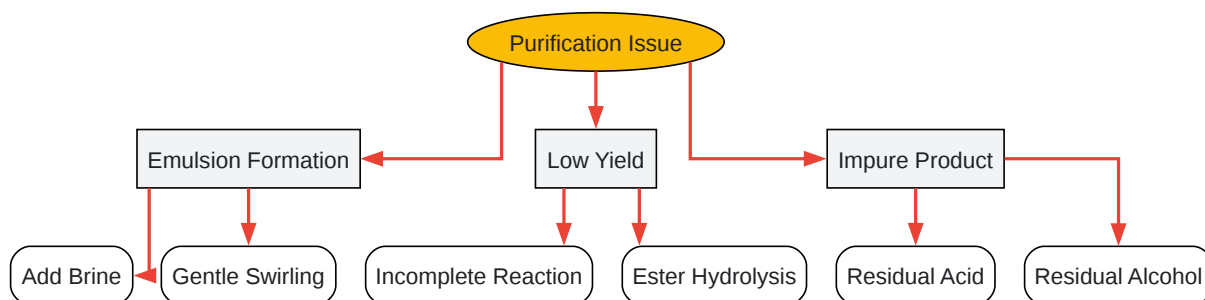 Purification Issue
Emulsion Formation
Low Yield
Impure Product
Add Brine
Gentle Swirling
Incomplete Reaction
Ester Hydrolysis
Residual Acid
Residual Alcohol